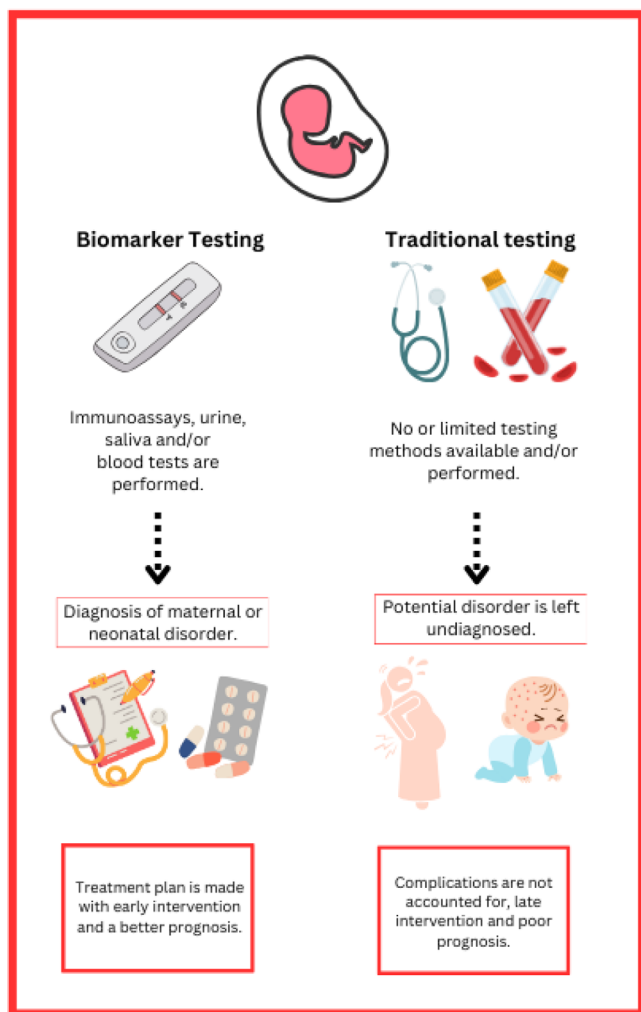 Biomarker Testing
Immunoassays, urine,
saliva and/or
blood tests are
performed.
Diagnosis of maternal or
neonatal disorder.
Treatment plan is made
with early intervention
and a better prognosis.
Traditional testing
No or limited testing
methods available and/or
performed.
Potential disorder is left
undiagnosed.
Complications are not
accounted for, late
intervention and poor
prognosis.